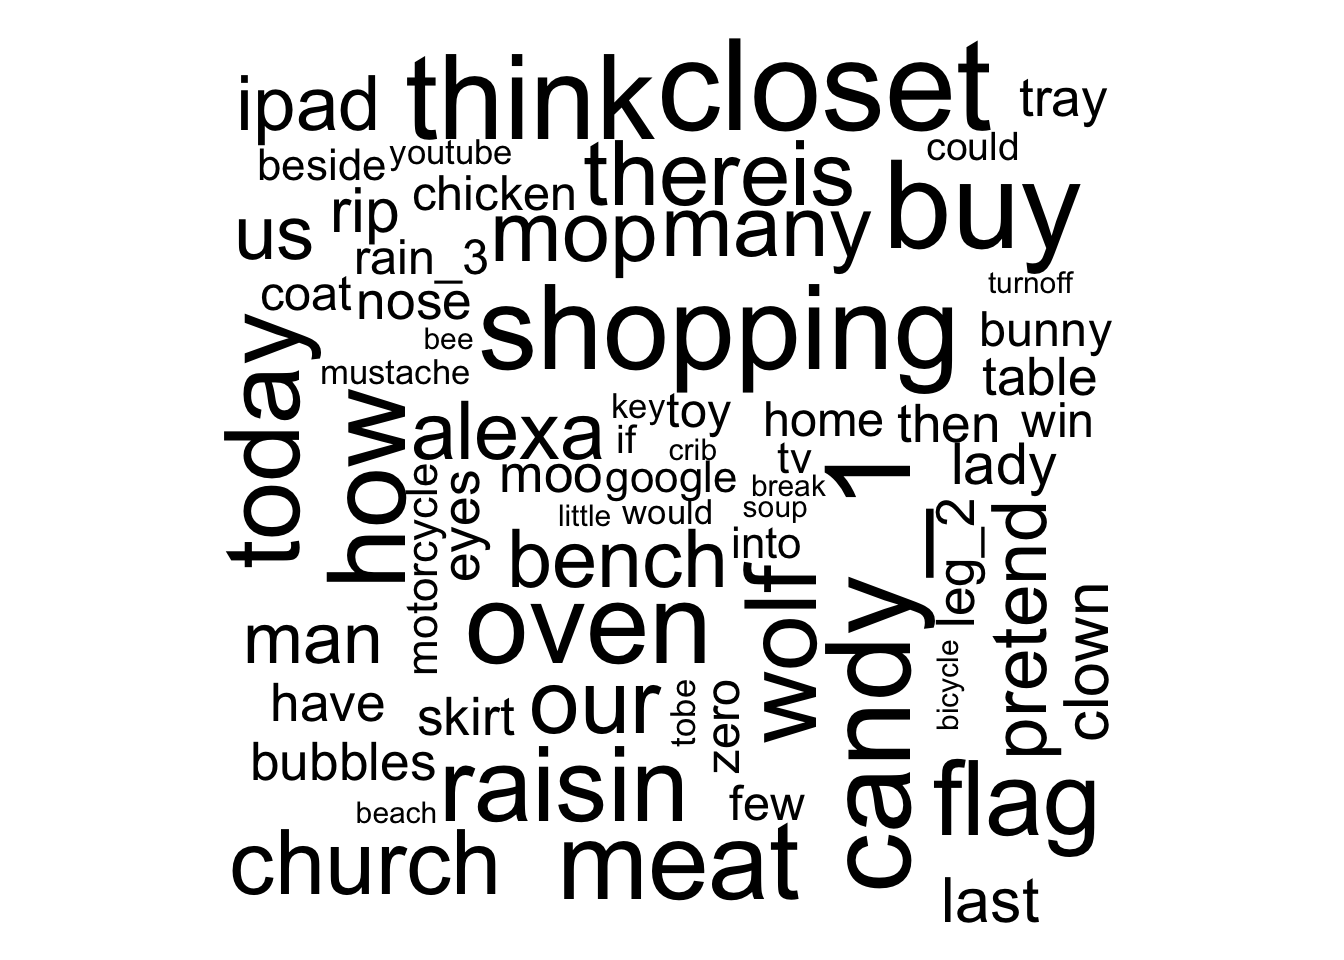 ipad
think
closet
tray
beside
youtube
thereis
could
us
rip
chicken
buy
rain_3
mop
many
coat
nose
shopping
turnoff
bee
bunny
mustache
table
today
how
alexa
key
toy
home
then
win
if
crib
tv
lady
moo
google
break
motorcycle
eyes
little
would
soup
candy_1
leg_2
pretend
bench
into
wolf
clown
man
oven
have
skirt
our
tobe
zero
bicycle
bubbles
raisin
few
flag
beach
church
meat
last